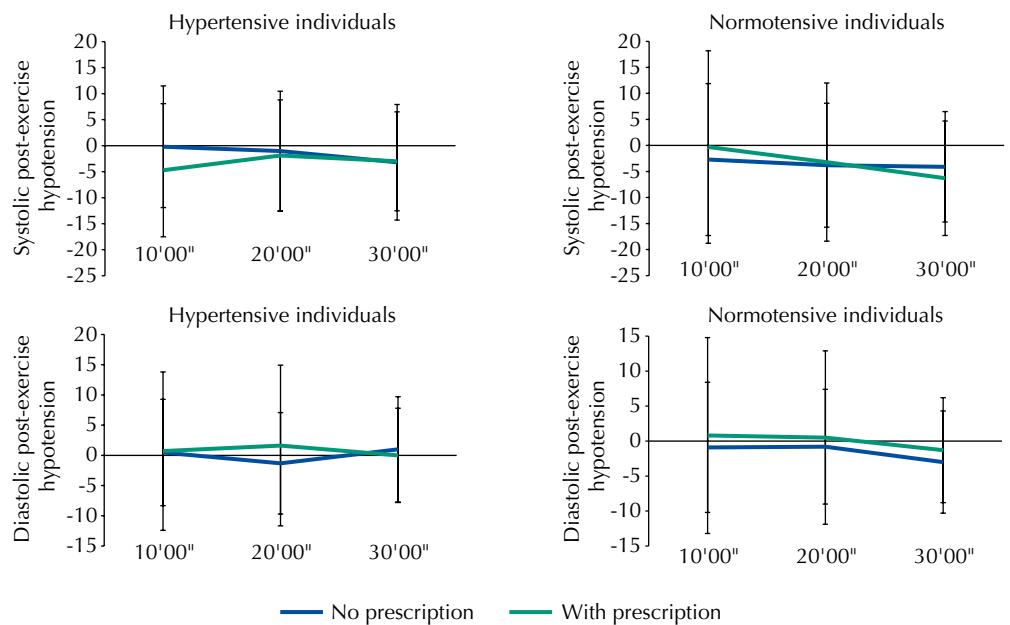 Hypertensive individuals
Systolic post-exercise
hypotension
20
15
10
5
0
-5
-10
-15
-20
-25
10'00" 20'00" 30'00"
Normotensive individuals
Systolic post-exercise
hypotension
20
15
10
5
0
-5
-10
-15
-20
-25
10'00" 20'00" 30'00"
Hypertensive individuals
Diastolic post-exercise
hypotension
20
15
10
5
0
-5
-10
-15
10'00" 20'00" 30'00"
Normotensive individuals
Diastolic post-exercise
hypotension
15
10
5
0
-5
-10
-15
10'00" 20'00" 30'00"
No prescription With prescription